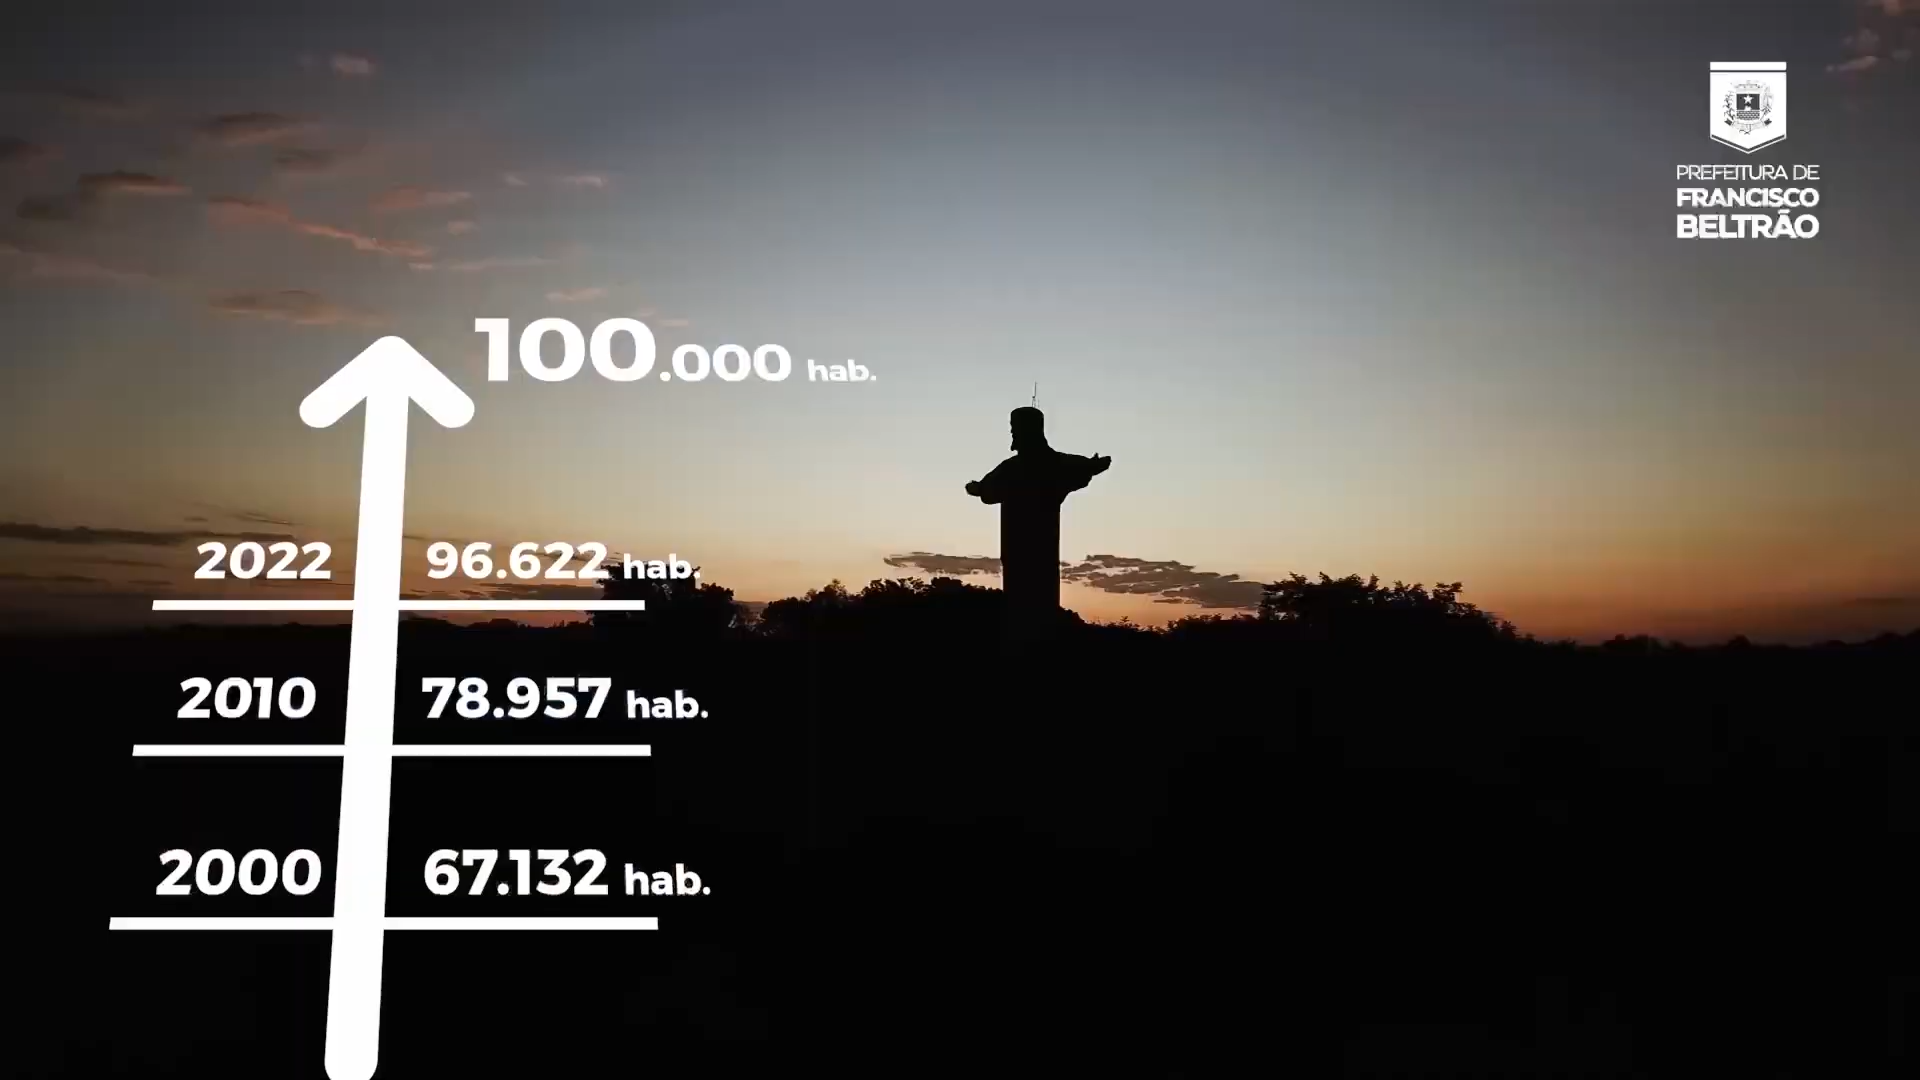 PREFEITURA DE
FRANCISCO
BELTRÃO
100.000 hab.
2022 96.622 hab.
2010 78.957 hab.
2000 67.132 hab.